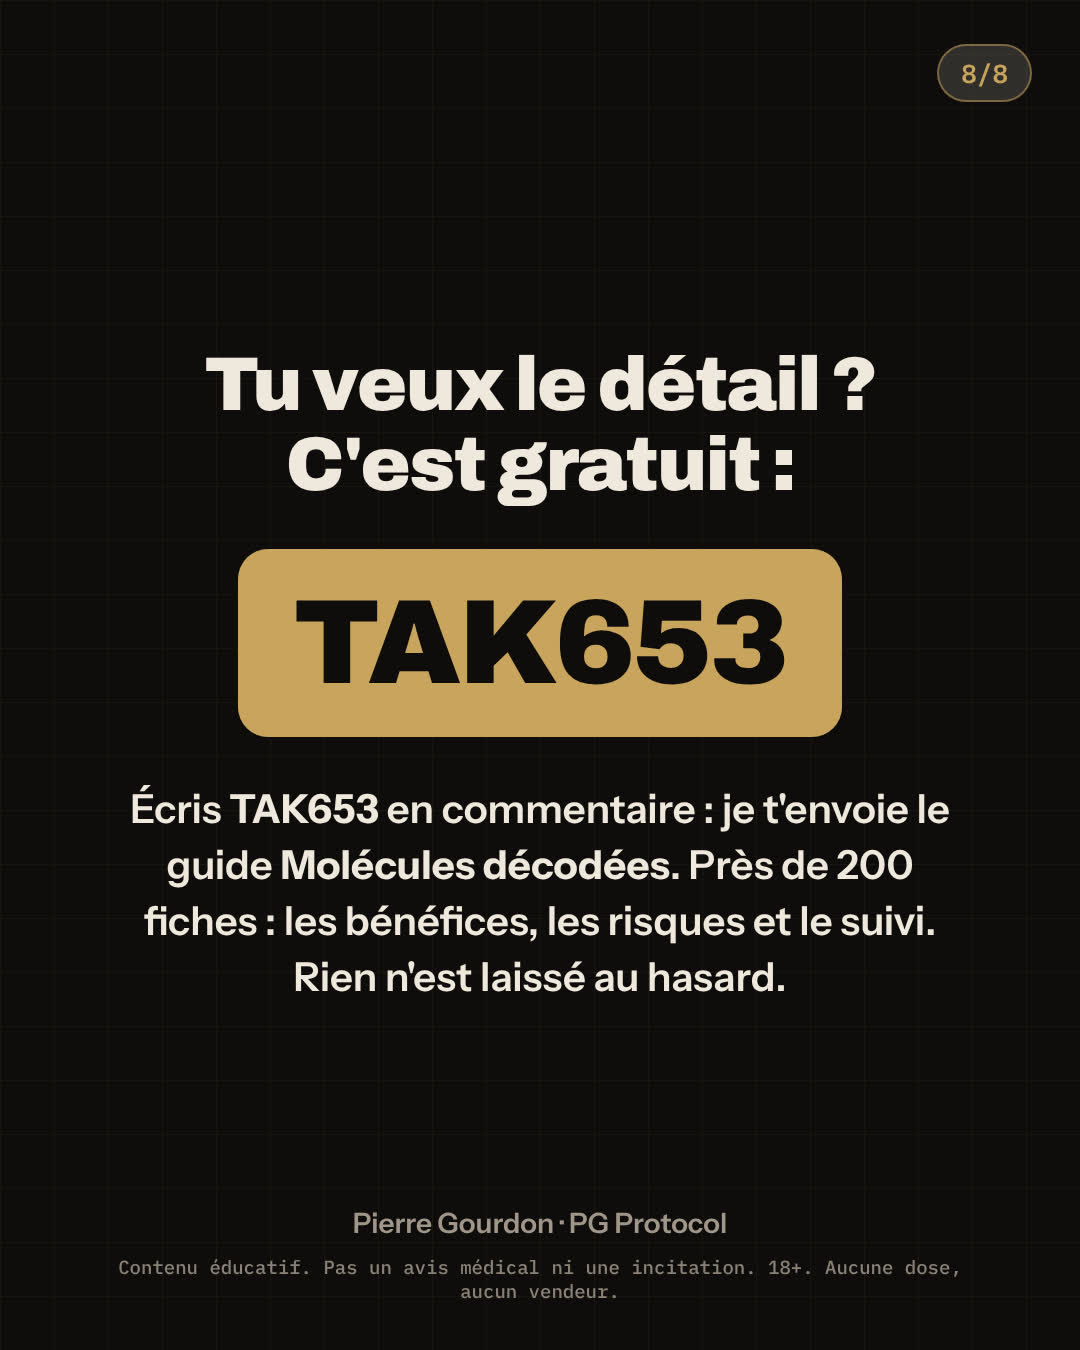 8/8
Tu veux le détail ?
C'est gratuit :
TAK653
Écris TAK653 en commentaire : je t'envoie le
guide Molécules décodées. Près de 200
fiches : les bénéfices, les risques et le suivi.
Rien n'est laissé au hasard.
Pierre Gourdon · PG Protocol
Contenu éducatif. Pas un avis médical ni une incitation. 18+. Aucune dose,
aucun vendeur.